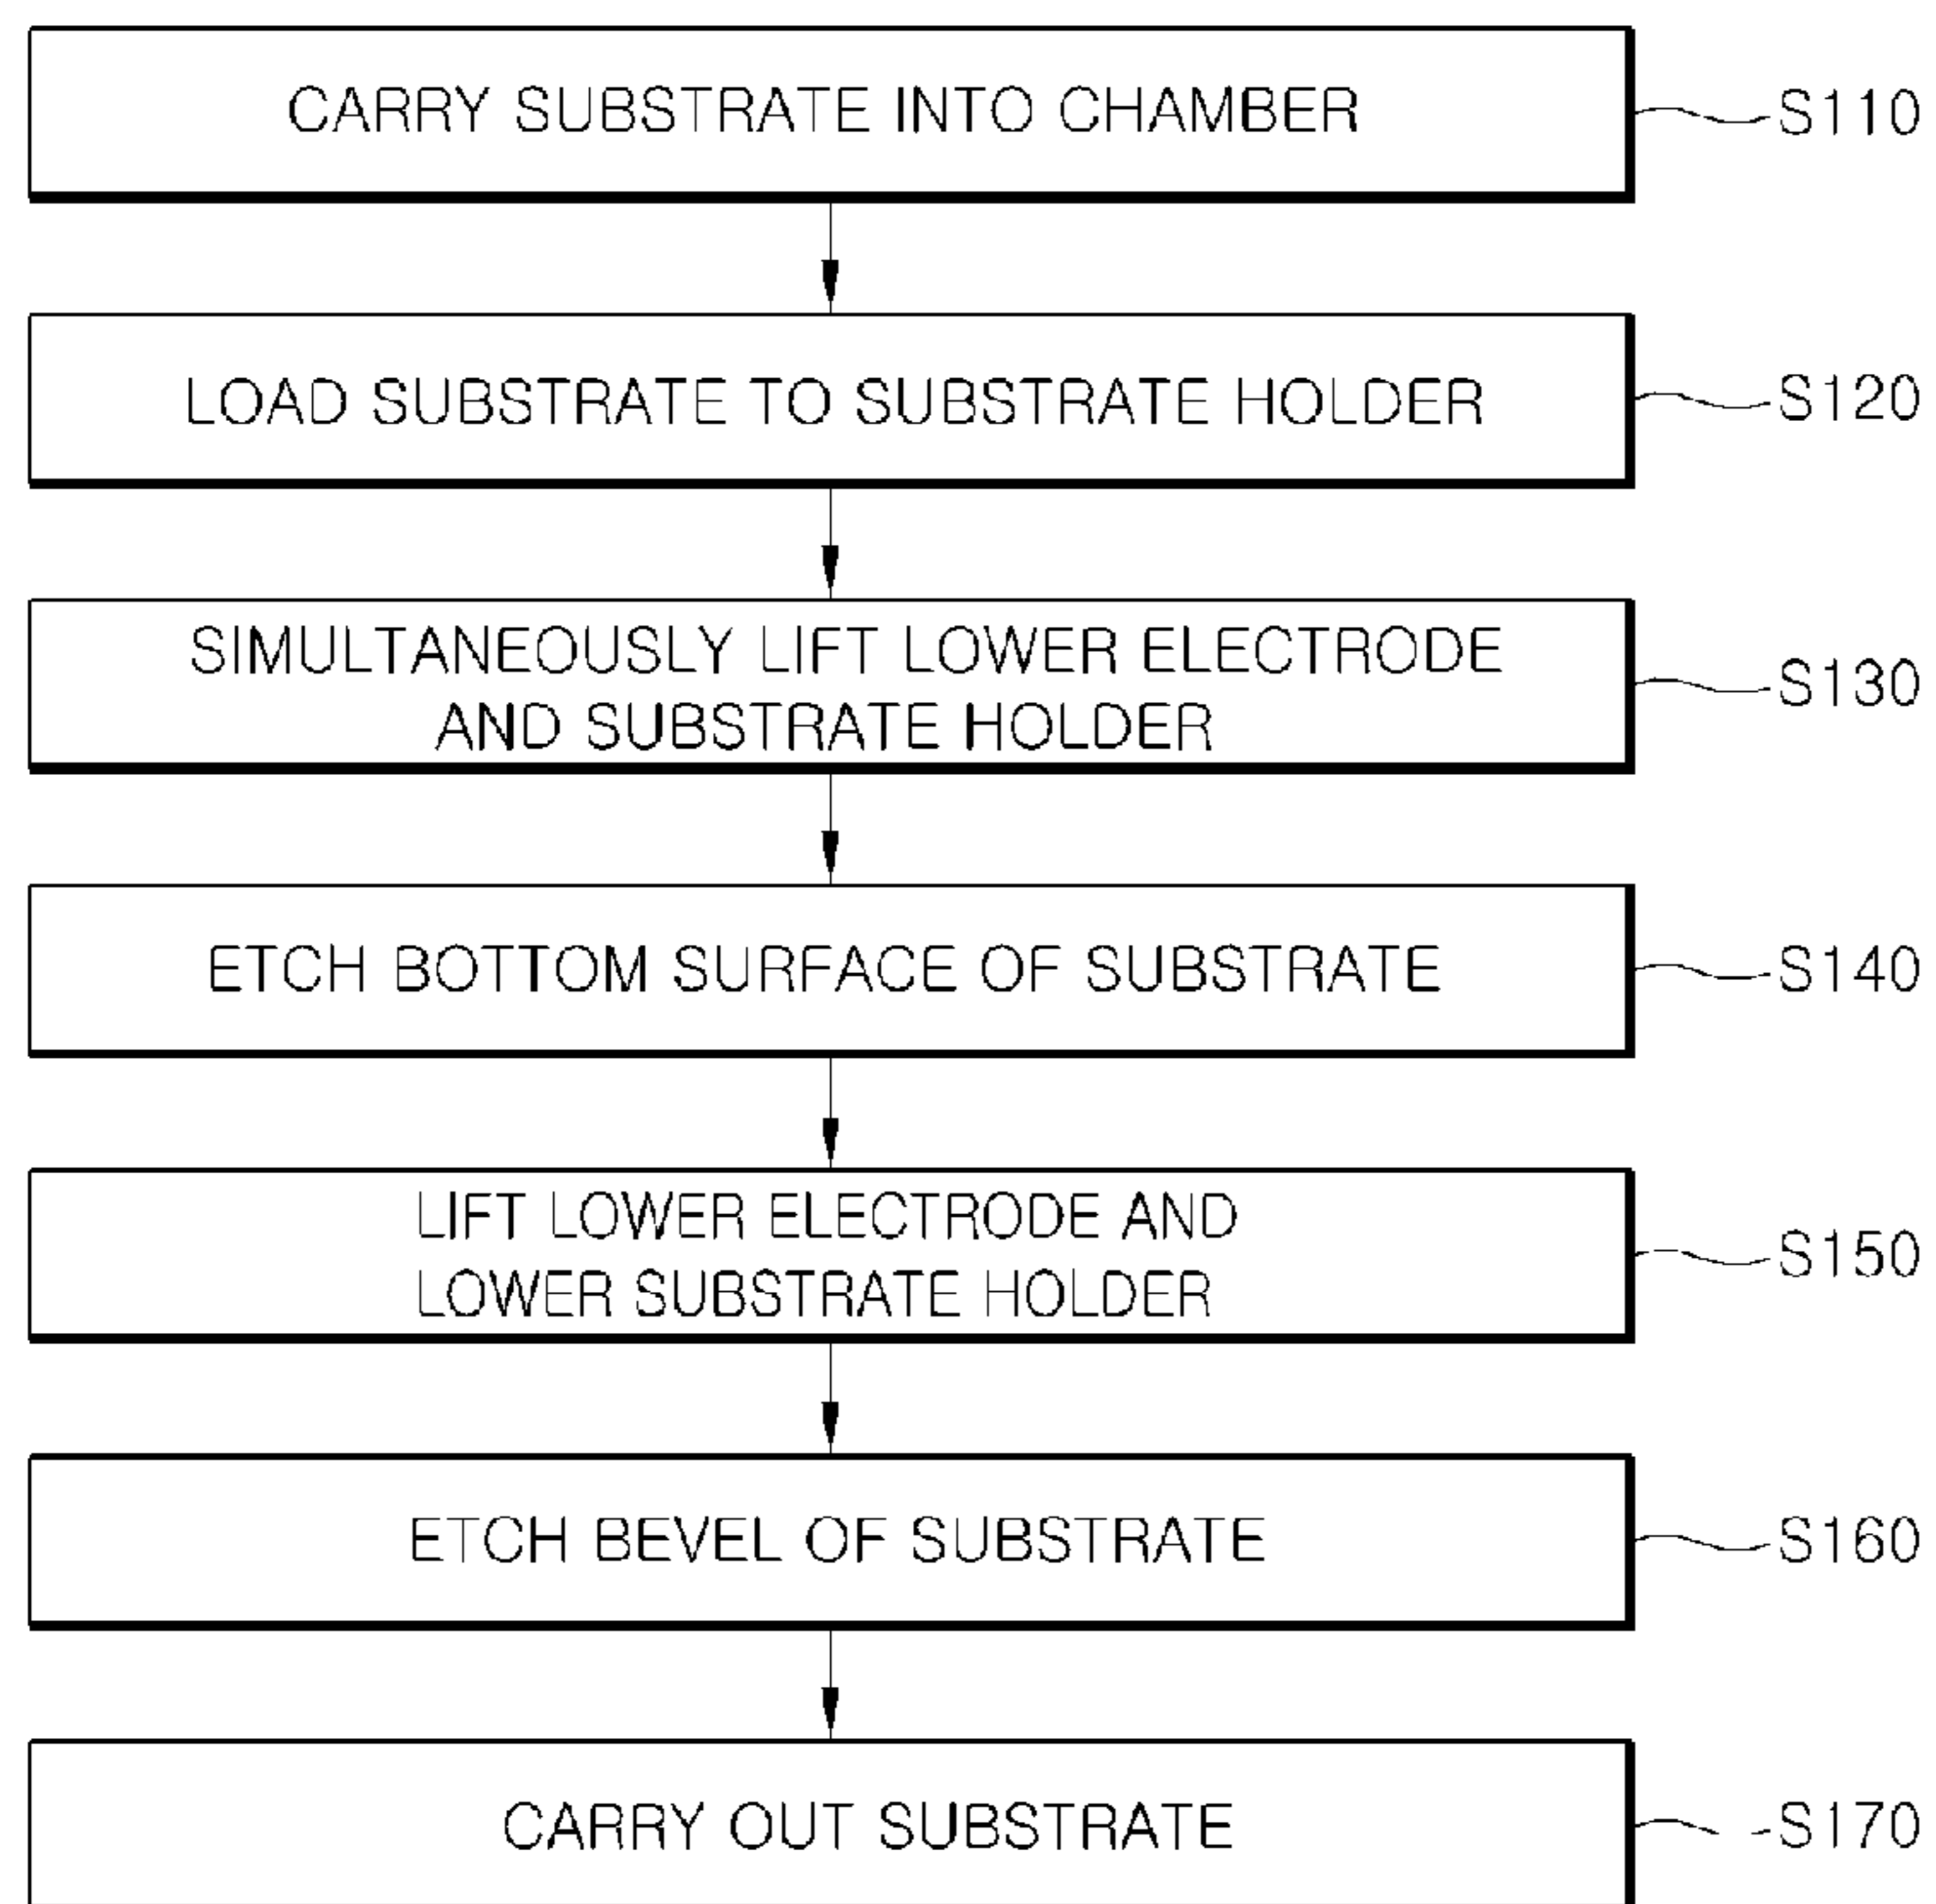 CARRY SUBSTRATE INTO CHAMBER
S110
LOAD SUBSTRATE TO SUBSTRATE HOLDER
S120
SIMULTANEOUSLY LIFT LOWER ELECTRODE
AND SUBSTRATE HOLDER
S130
ETCH BOTTOM SURFACE OF SUBSTRATE
S140
LIFT LOWER ELECTRODE AND
LOWER SUBSTRATE HOLDER
S150
ETCH BEVEL OF SUBSTRATE
S160
CARRY OUT SUBSTRATE
S170